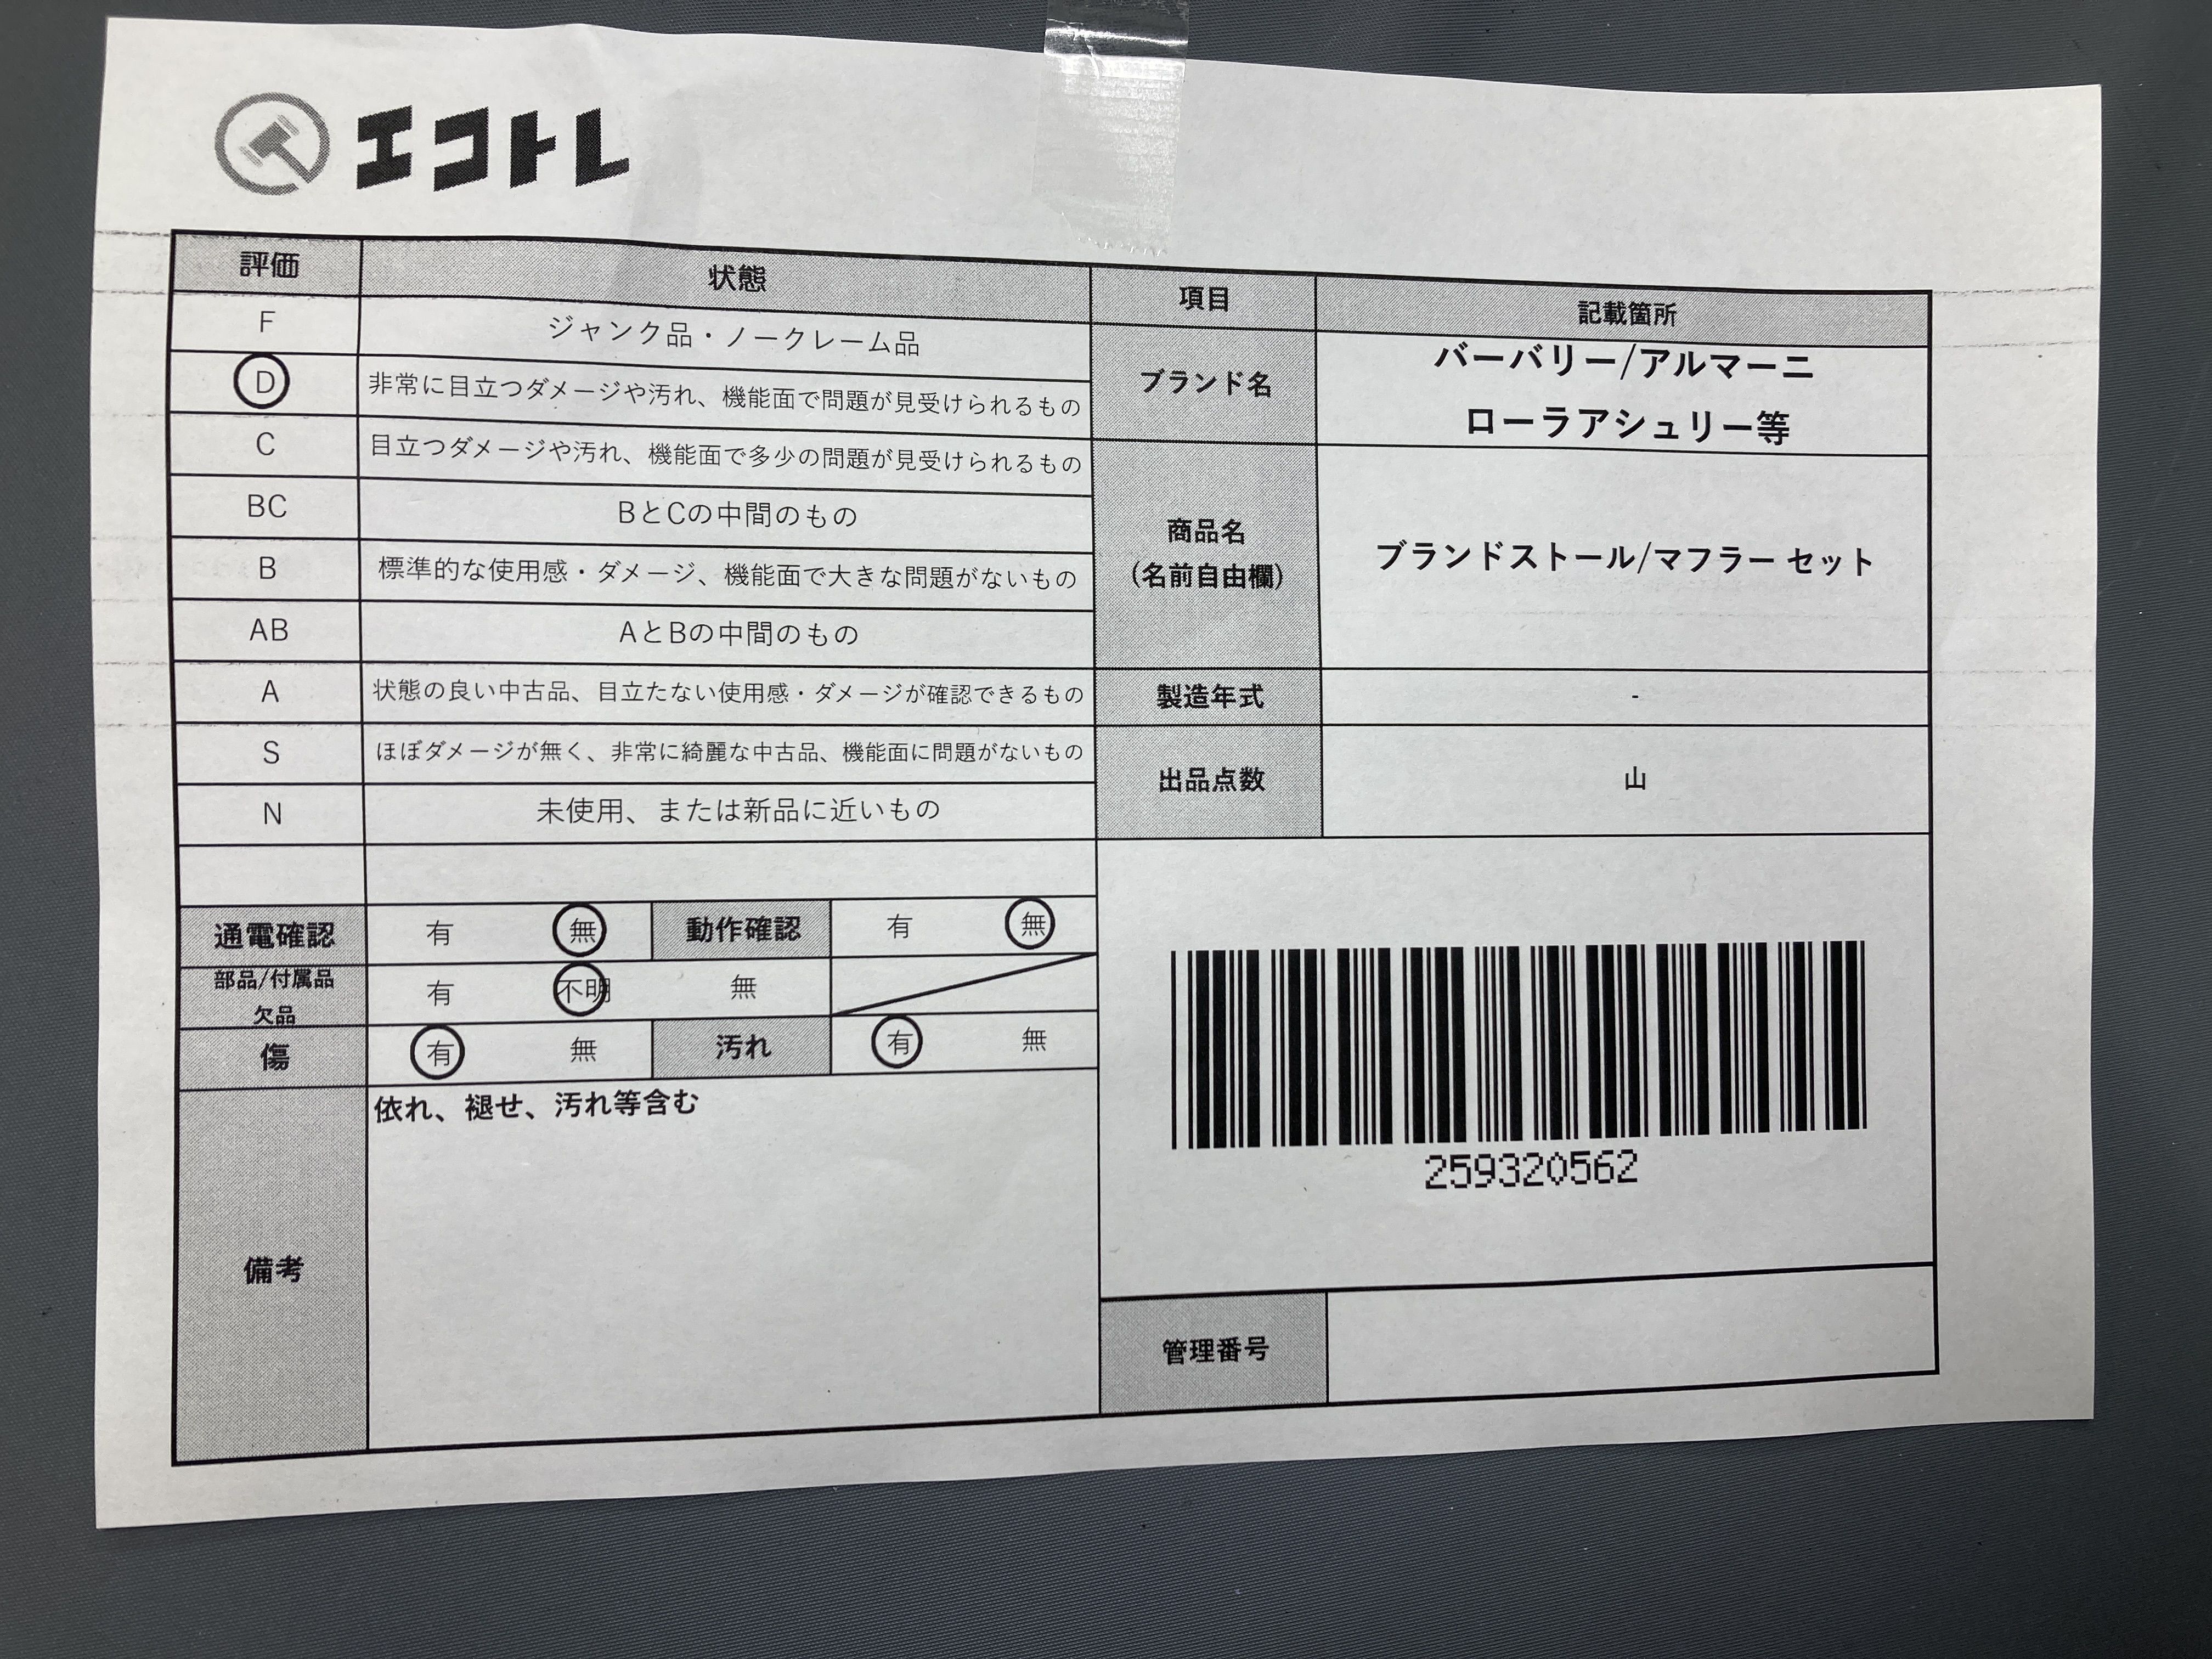 エコトレ
評価 状態 項目 記載箇所
F ジャンク品・ノークレーム品
D 非常に目立つダメージや汚れ、機能面で問題が見受けられるもの
C 目立つダメージや汚れ、機能面で多少の問題が見受けられるもの
BC BとCの中間のもの
B 標準的な使用感・ダメージ、機能面で大きな問題がないもの
AB AとBの中間のもの
A 状態の良い中古品、目立たない使用感・ダメージが確認できるもの
S ほぼダメージが無く、非常に綺麗な中古品、機能面に問題がないもの
N 未使用、または新品に近いもの
ブランド名 バーバリー/アルマーニ
ローラアシュリー等
商品名
(名前自由欄)
ブランドストール/マフラー セット
製造年式 -
出品点数 山
通電確認 有 無 動作確認 有 無
部品/付属品
欠品
有 不明 無
傷 有 無 汚れ 有 無
備考
依れ、褪せ、汚れ等含む
259320562
管理番号